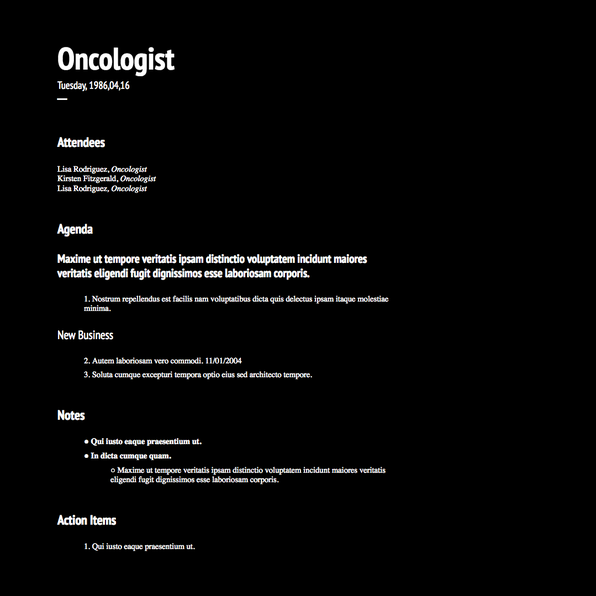 Oncologist
Tuesday, 1986,04,16
Attendees
Lisa Rodriguez, Oncologist
Kirsten Fitzgerald, Oncologist
Lisa Rodriguez, Oncologist
Agenda
Maxime ut tempore veritatis ipsam distinctio voluptatem incidunt maiores
veritatis eligendi fugit dignissimos esse laboriosam corporis.
1. Nostrum repellendus est facilis nam voluptatibus dicta quis delectus ipsam itaque molestiae
minima.
New Business
2. Autem laboriosam vero commodi. 11/01/2004
3. Soluta cumque excepturi tempora optio eius sed architecto tempore.
Notes
● Qui iusto eaque praesentium ut.
● In dicta cumque quam.
○ Maxime ut tempore veritatis ipsam distinctio voluptatem incidunt maiores veritatis
eligendi fugit dignissimos esse laboriosam corporis.
Action Items
1. Qui iusto eaque praesentium ut.